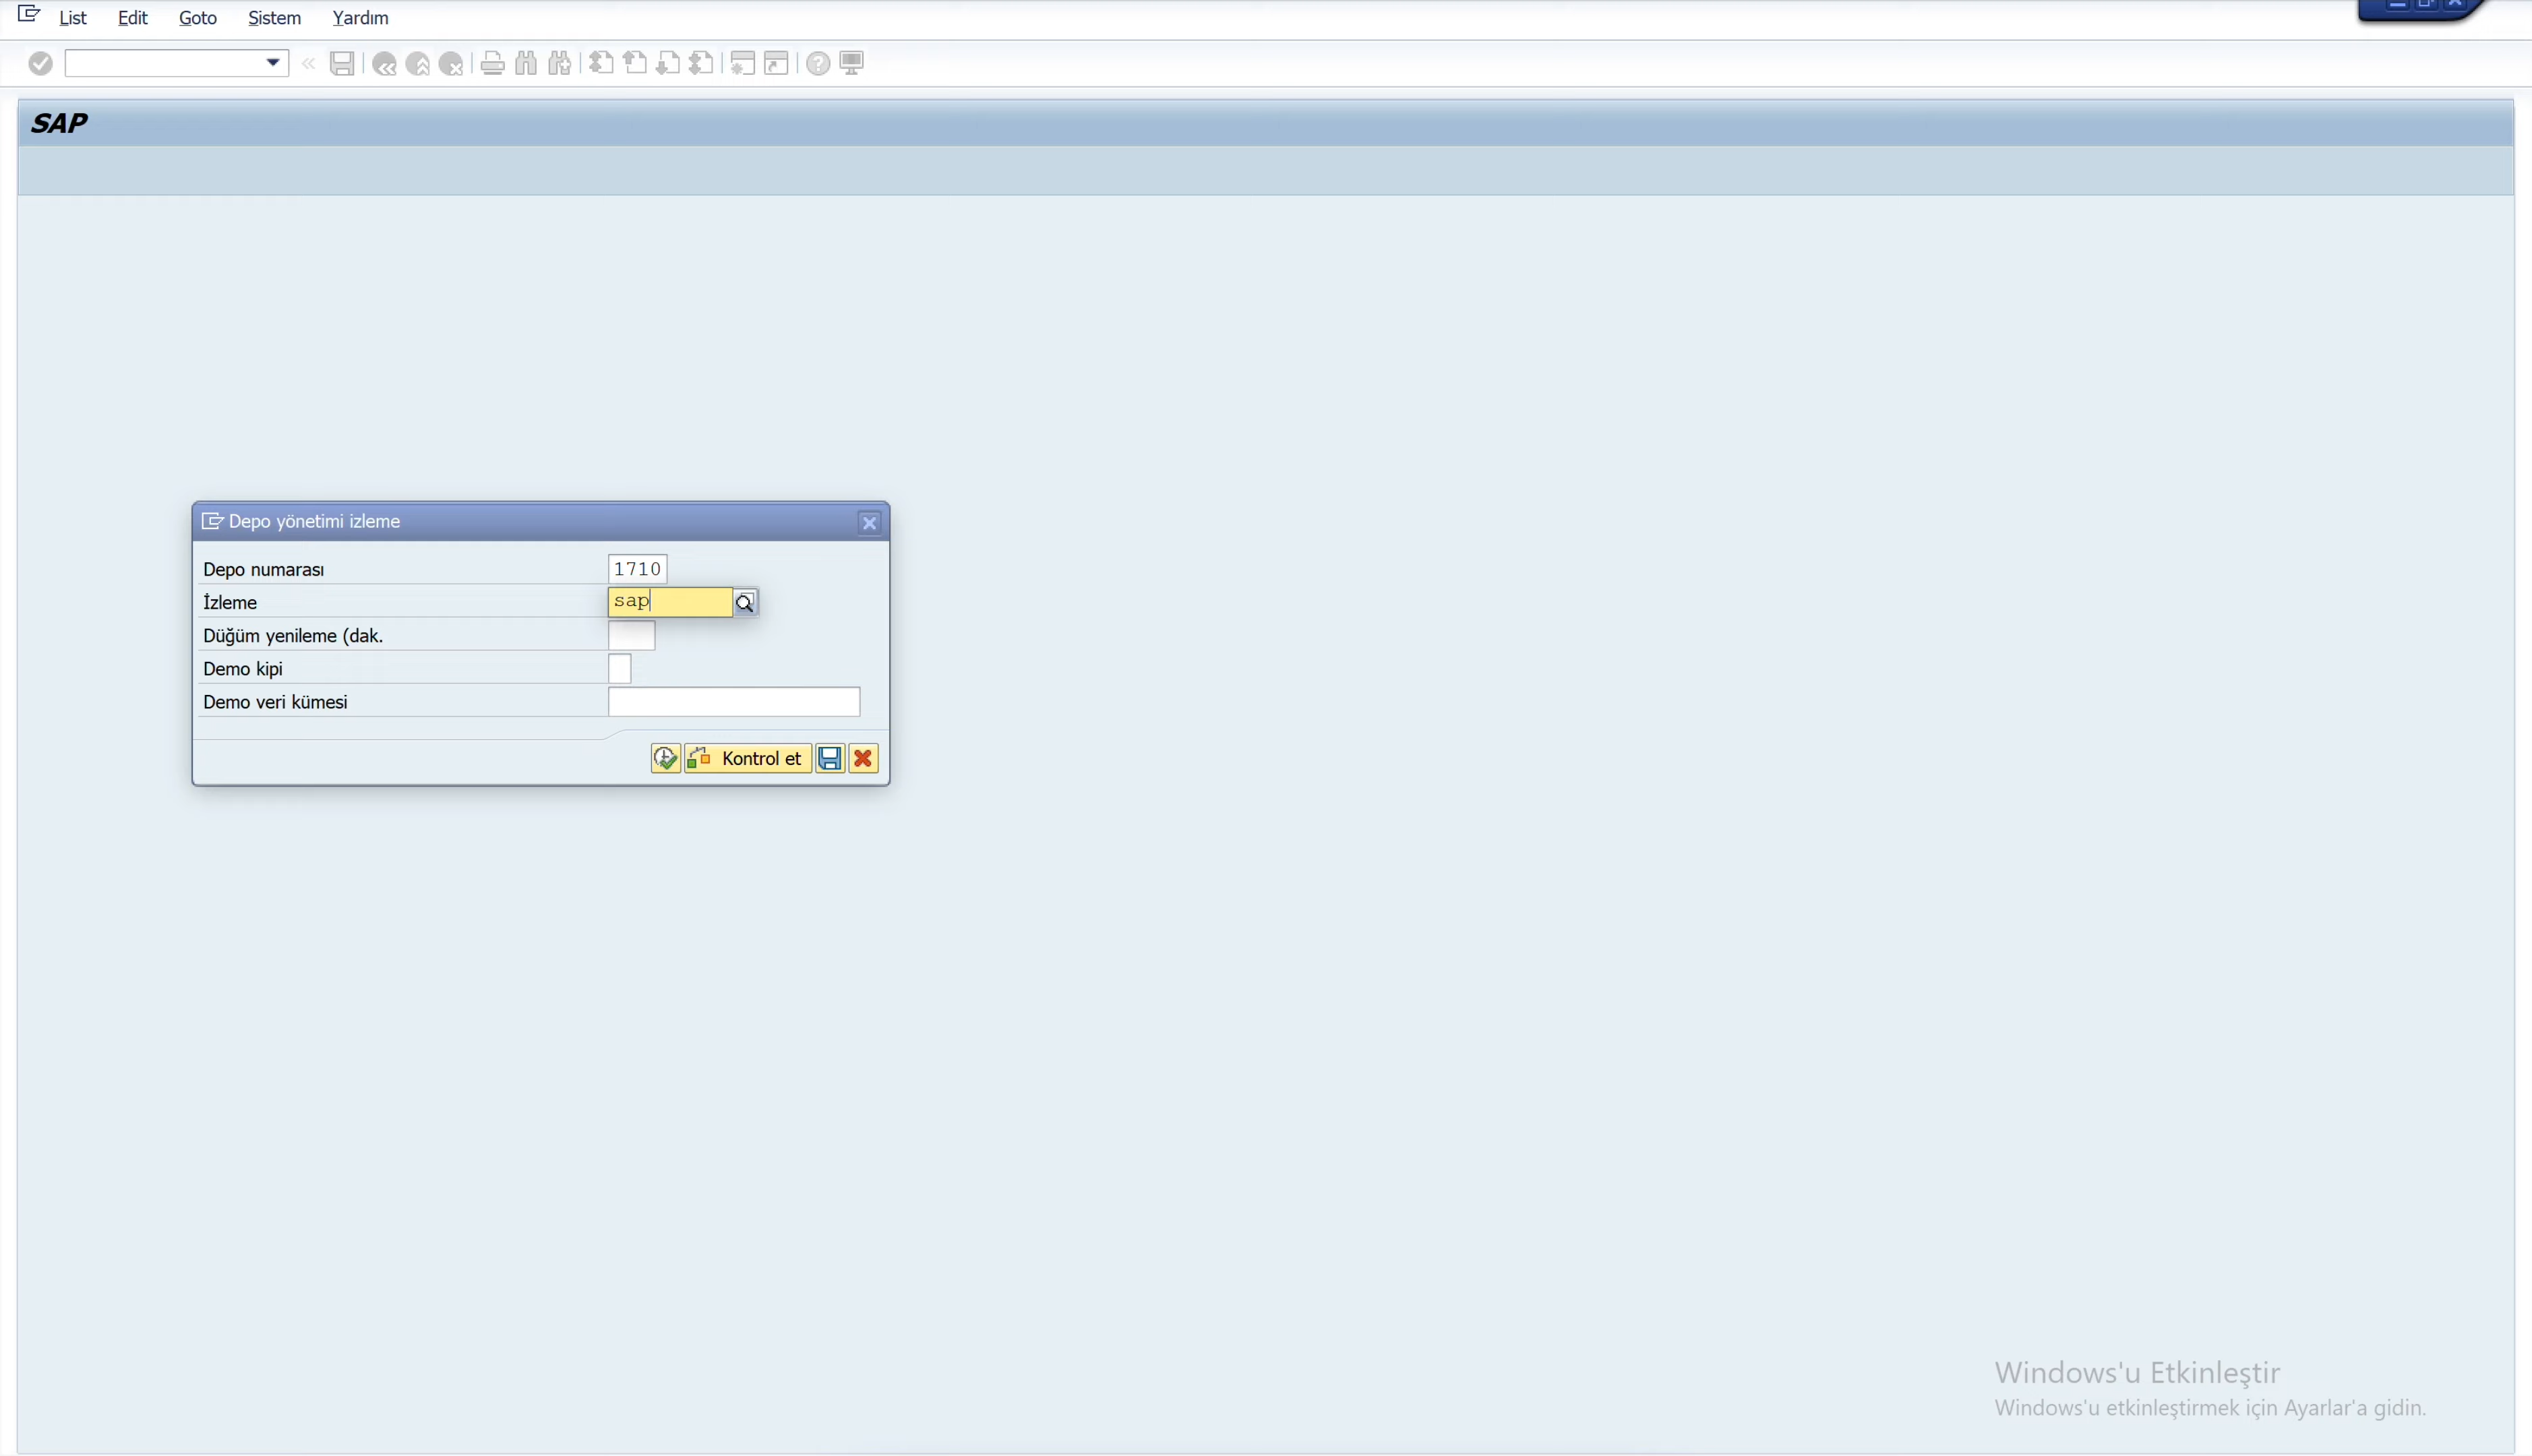 List Edit Goto Sistem Yardım
SAP
Depo yönetimi izleme
Depo numarası 1710
İzleme sap
Düğüm yenileme (dak.
Demo kipi
Demo veri kümesi
Kontrol et
Windows'u Etkinleştir
Windows'u etkinleştirmek için Ayarlar'a gidin.